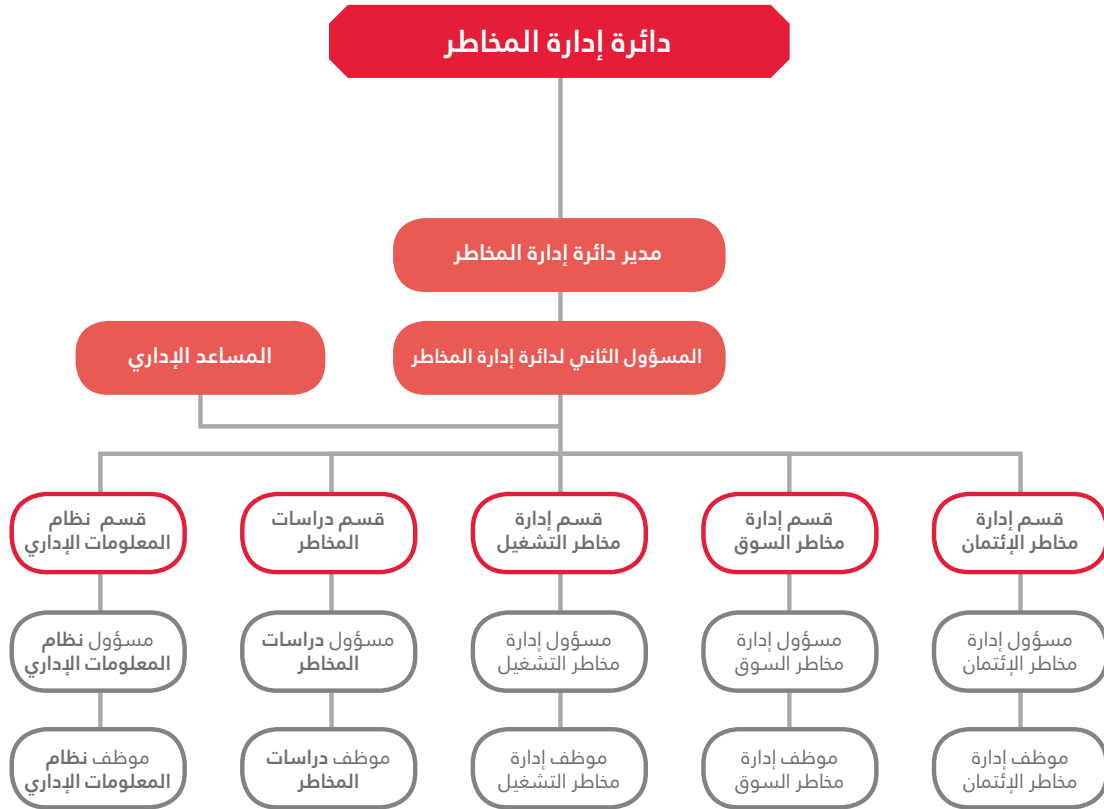 دائرة إدارة المخاطر
مدير دائرة إدارة المخاطر
المسؤول الثاني لدائرة إدارة المخاطر
المساعد الإداري
قسم إدارة
مخاطر الإئتمان
قسم إدارة
مخاطر السوق
قسم إدارة
مخاطر التشغيل
قسم دراسات
المخاطر
قسم نظام
المعلومات الإداري
مسؤول إدارة
مخاطر الإئتمان
مسؤول إدارة
مخاطر السوق
مسؤول إدارة
مخاطر التشغيل
مسؤول دراسات
المخاطر
مسؤول نظام
المعلومات الإداري
موظف إدارة
مخاطر الإئتمان
موظف إدارة
مخاطر السوق
موظف إدارة
مخاطر التشغيل
موظف دراسات
المخاطر
موظف نظام
المعلومات الإداري